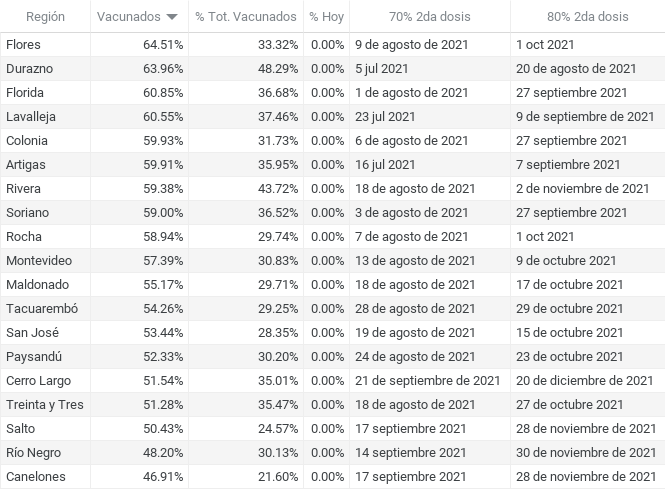 Región Vacunados % Tot. Vacunados % Hoy 70% 2da dosis 80% 2da dosis
Flores 64.51% 33.32% 0.00% 9 de agosto de 2021 1 oct 2021
Durazno 63.96% 48.29% 0.00% 5 jul 2021 20 de agosto de 2021
Florida 60.85% 36.68% 0.00% 1 de agosto de 2021 27 septiembre 2021
Lavalleja 60.55% 37.46% 0.00% 23 jul 2021 9 de septiembre de 2021
Colonia 59.93% 31.73% 0.00% 6 de agosto de 2021 27 septiembre 2021
Artigas 59.91% 35.95% 0.00% 16 jul 2021 7 septiembre 2021
Rivera 59.38% 43.72% 0.00% 18 de agosto de 2021 2 de noviembre de 2021
Soriano 59.00% 36.52% 0.00% 3 de agosto de 2021 27 septiembre 2021
Rocha 58.94% 29.74% 0.00% 7 de agosto de 2021 1 oct 2021
Montevideo 57.39% 30.83% 0.00% 13 de agosto de 2021 9 de octubre 2021
Maldonado 55.17% 29.71% 0.00% 18 de agosto de 2021 17 de octubre 2021
Tacuarembó 54.26% 29.25% 0.00% 28 de agosto de 2021 29 de octubre 2021
San José 53.44% 28.35% 0.00% 19 de agosto de 2021 15 de octubre 2021
Paysandú 52.33% 30.20% 0.00% 24 de agosto de 2021 23 de octubre 2021
Cerro Largo 51.54% 35.01% 0.00% 21 de septiembre de 2021 20 de diciembre de 2021
Treinta y Tres 51.28% 35.47% 0.00% 18 de agosto de 2021 27 de octubre 2021
Salto 50.43% 24.57% 0.00% 17 septiembre 2021 28 de noviembre de 2021
Río Negro 48.20% 30.13% 0.00% 14 septiembre 2021 30 de noviembre de 2021
Canelones 46.91% 21.60% 0.00% 17 septiembre 2021 28 de noviembre de 2021